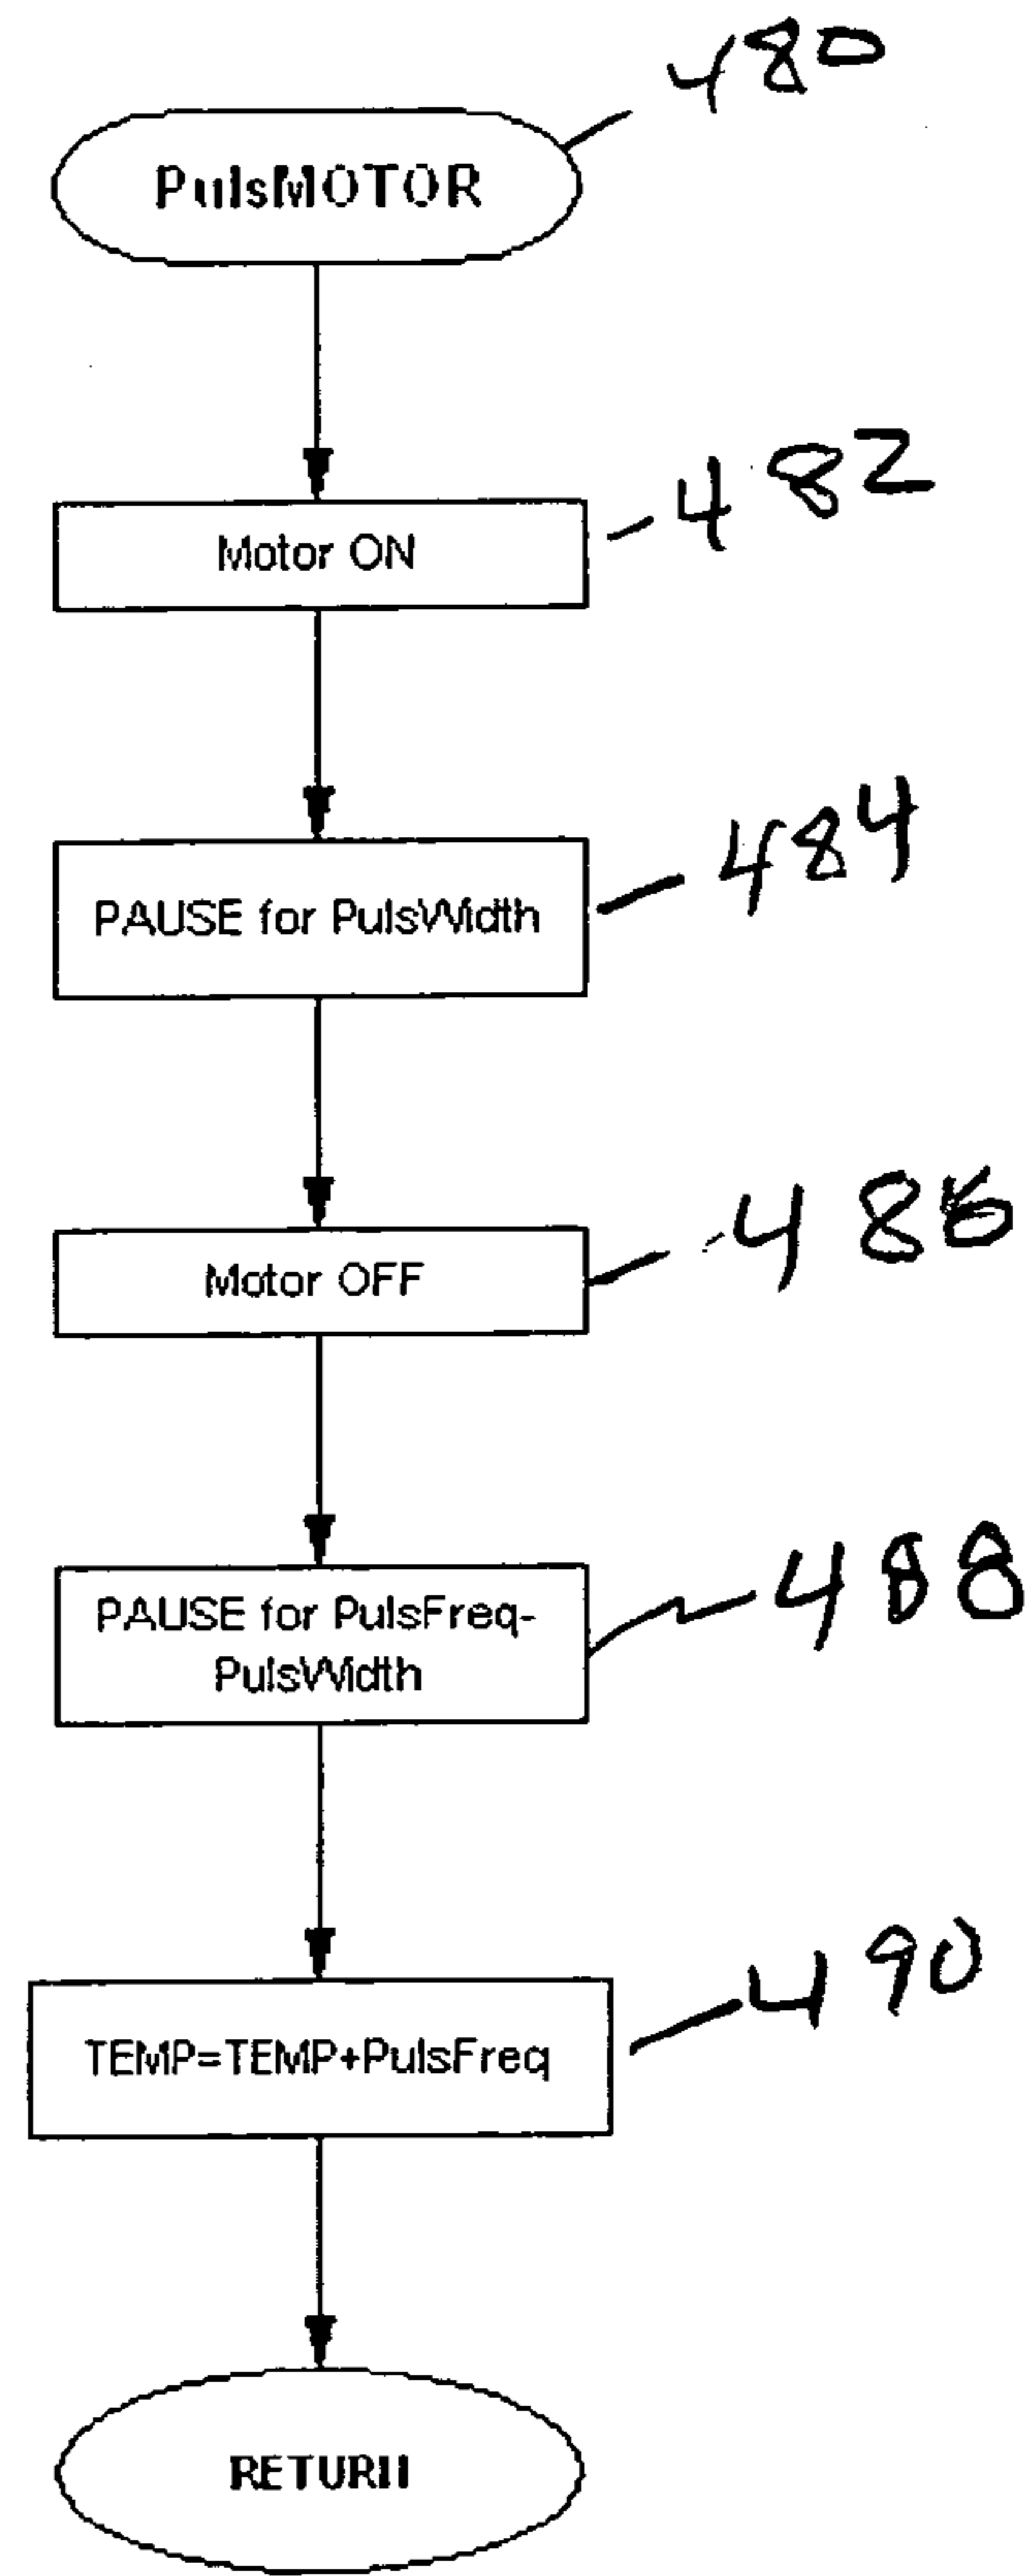 480
PulsMOTOR
482
Motor ON
484
PAUSE for PulsWidth
486
Motor OFF
488
PAUSE for PulsFreq-
PulsWidth
490
TEMP=TEMP+PulsFreq
RETURN